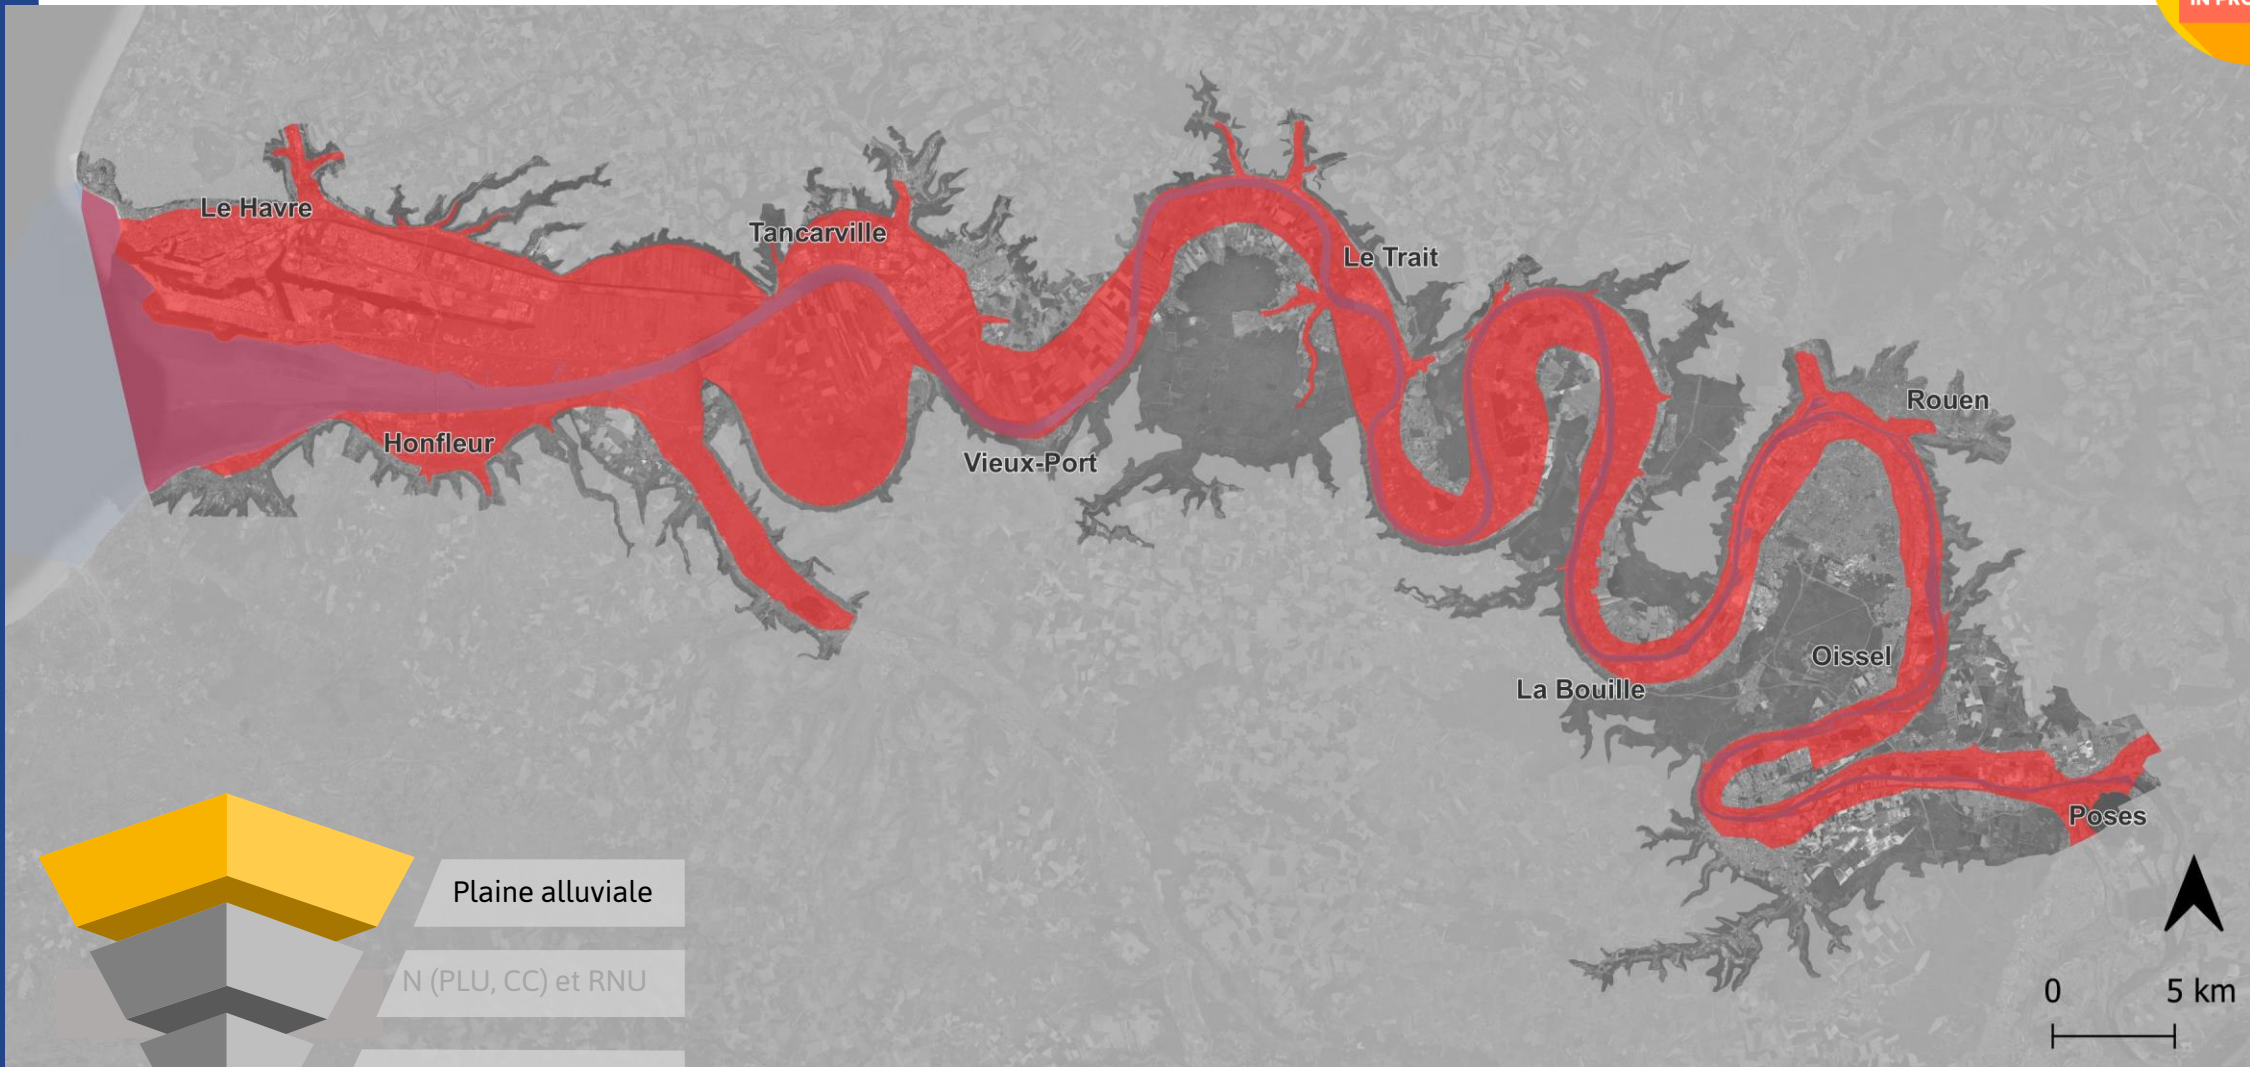 Le Havre
Tancarville
Le Trait
Rouen
Honfleur
Vieux-Port
Oissel
La Bouille
Poses
Plaine alluviale
N (PLU, CC) et RNU
0 5 km